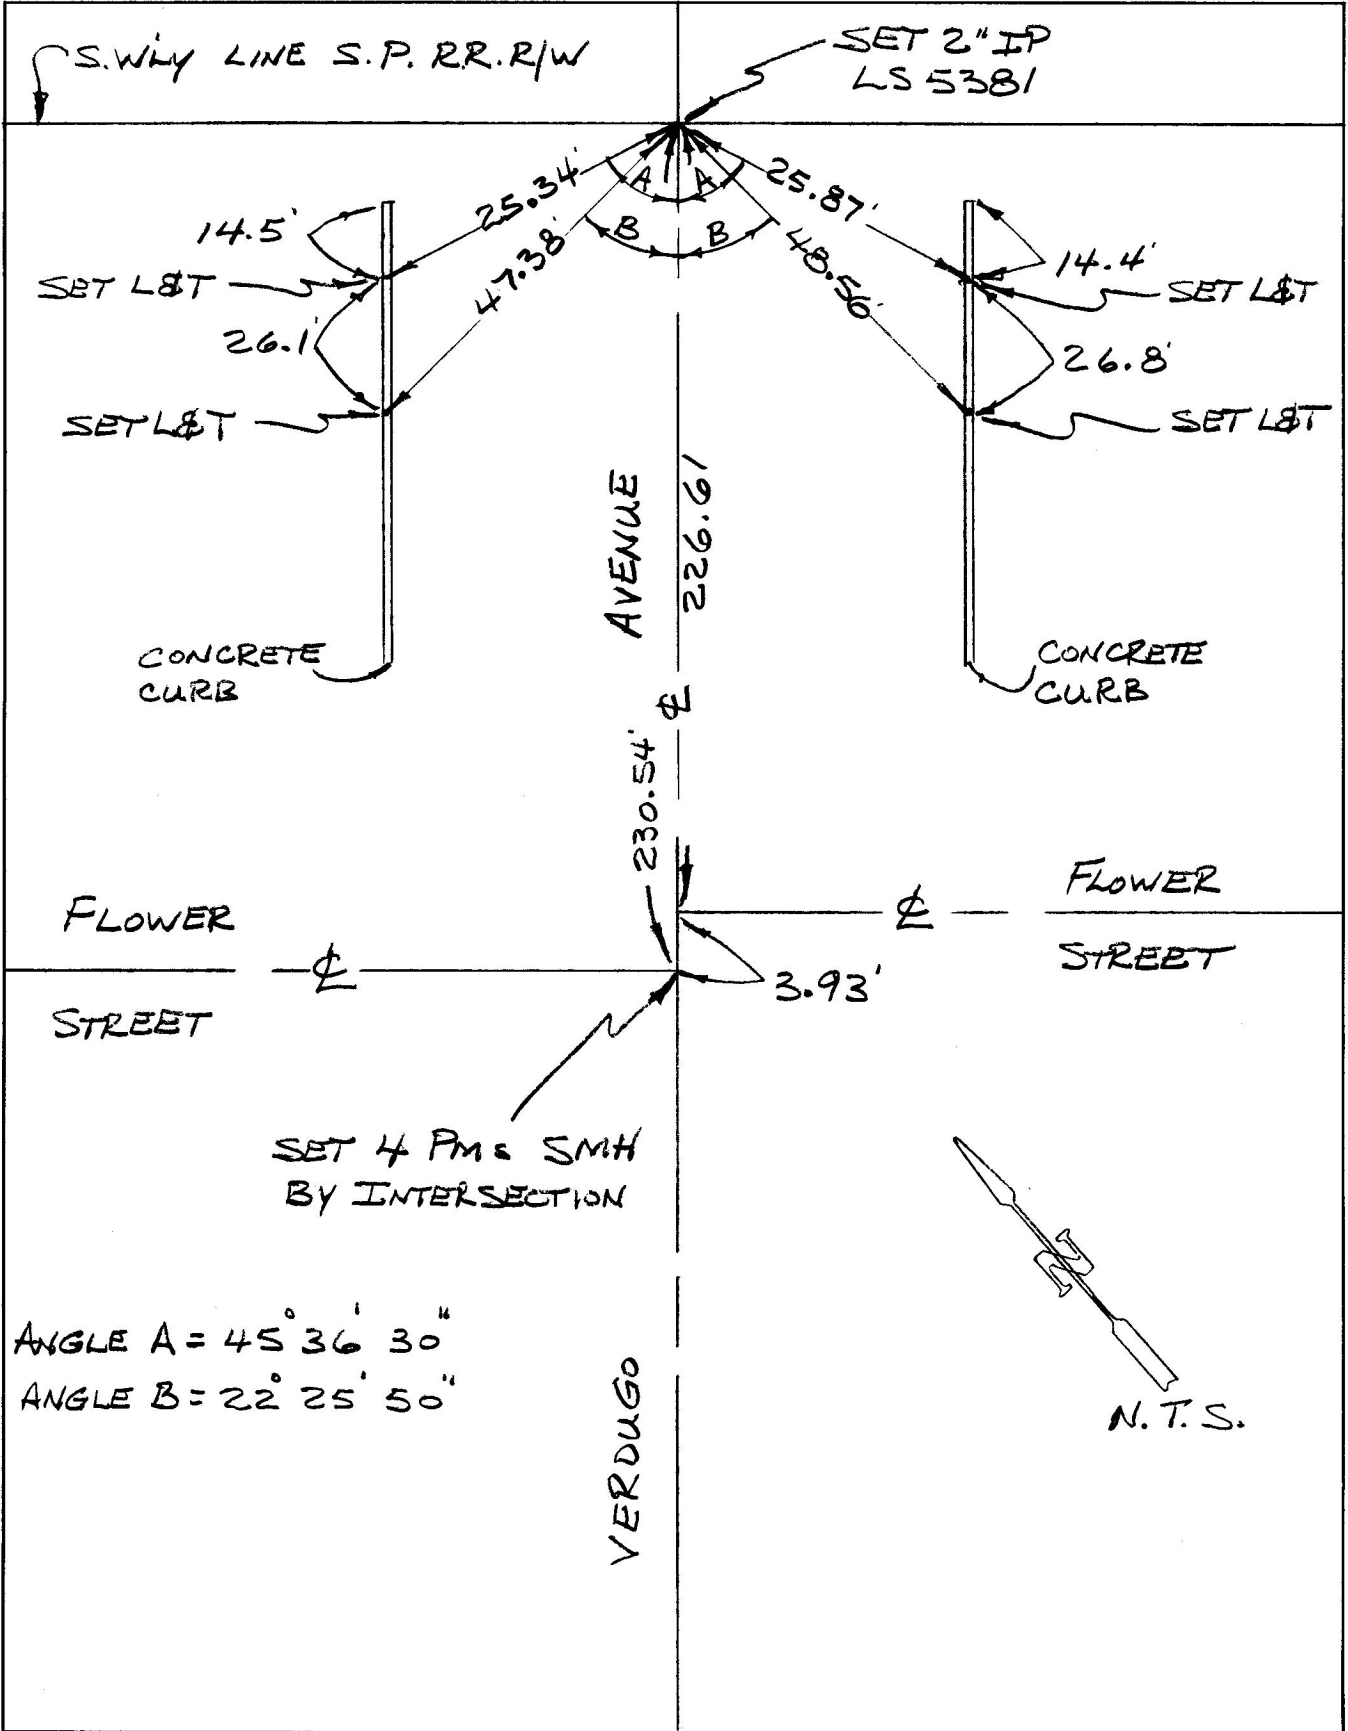 S.W'LY LINE S.P. RR. R/W
SET 2" IP
LS 5381
25.34'
A
A
25.87'
14.5'
B
B
14.4'
SET L&T
47.38'
48.56'
SET L&T
26.1'
26.8'
SET L&T
SET L&T
AVENUE
226.61
CONCRETE
CURB
CONCRETE
CURB
℄
230.54'
FLOWER
STREET
℄
℄
FLOWER
STREET
3.93'
SET 4 PMs SMH
BY INTERSECTION
N
ANGLE A = 45° 36' 30"
ANGLE B = 22° 25' 50"
VERDUGO
N.T.S.